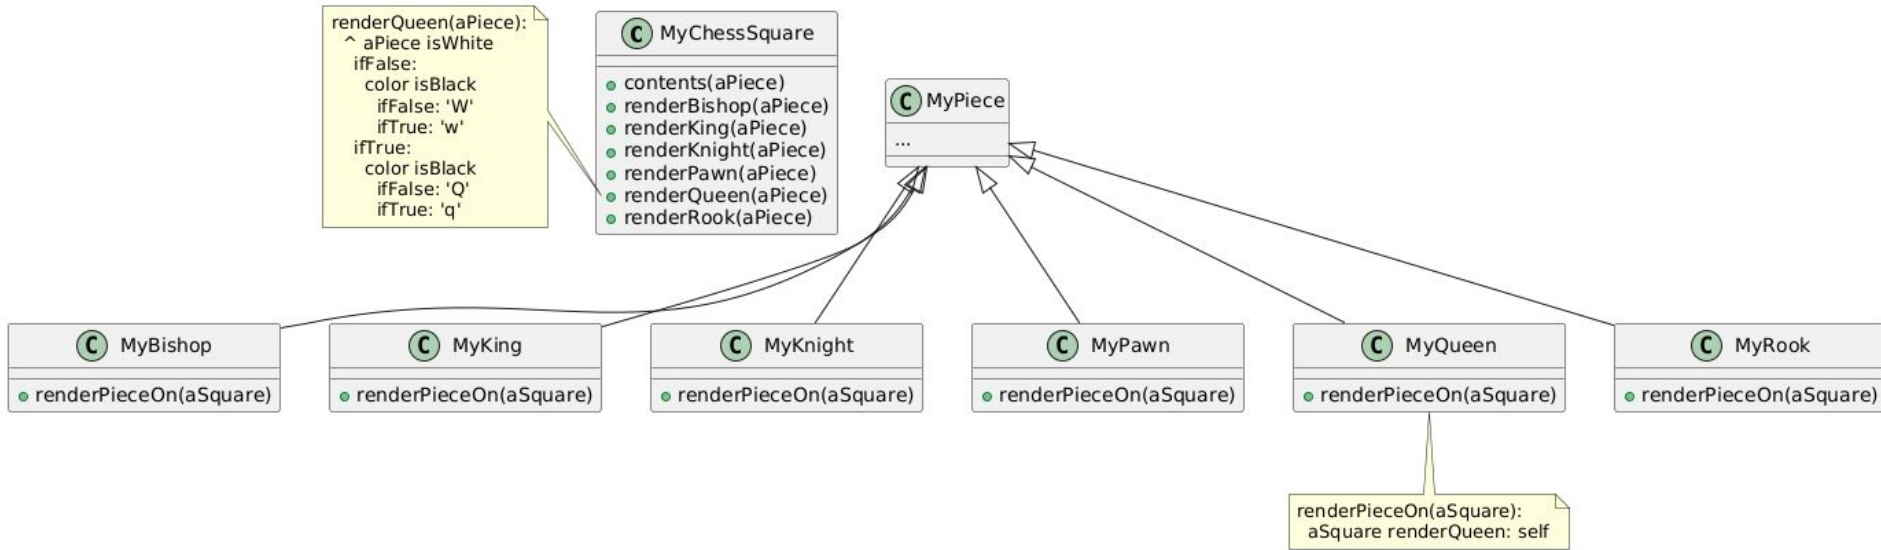 renderQueen(aPiece):
^ aPiece isWhite
ifFalse:
color isBlack
ifFalse: 'W'
ifTrue: 'w'
ifTrue:
color isBlack
ifFalse: 'Q'
ifTrue: 'q'
C MyChessSquare
contents(aPiece)
renderBishop(aPiece)
renderKing(aPiece)
renderKnight(aPiece)
renderPawn(aPiece)
renderQueen(aPiece)
renderRook(aPiece)
C MyPiece
...
C MyBishop
renderPieceOn(aSquare)
C MyKing
renderPieceOn(aSquare)
C MyKnight
renderPieceOn(aSquare)
C MyPawn
renderPieceOn(aSquare)
C MyQueen
renderPieceOn(aSquare)
C MyRook
renderPieceOn(aSquare)
renderPieceOn(aSquare):
aSquare renderQueen: self